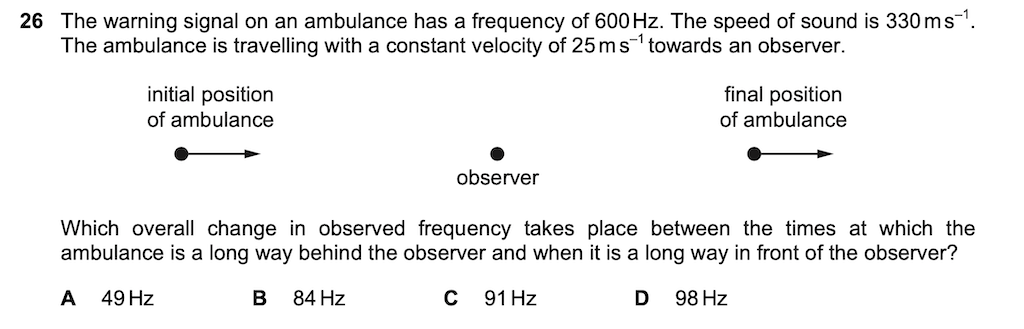 26 The warning signal on an ambulance has a frequency of 600 Hz. The speed of sound is 330 m s⁻¹.
The ambulance is travelling with a constant velocity of 25 m s⁻¹ towards an observer.
initial position
of ambulance
final position
of ambulance
observer
Which overall change in observed frequency takes place between the times at which the
ambulance is a long way behind the observer and when it is a long way in front of the observer?
A 49 Hz B 84 Hz C 91 Hz D 98 Hz